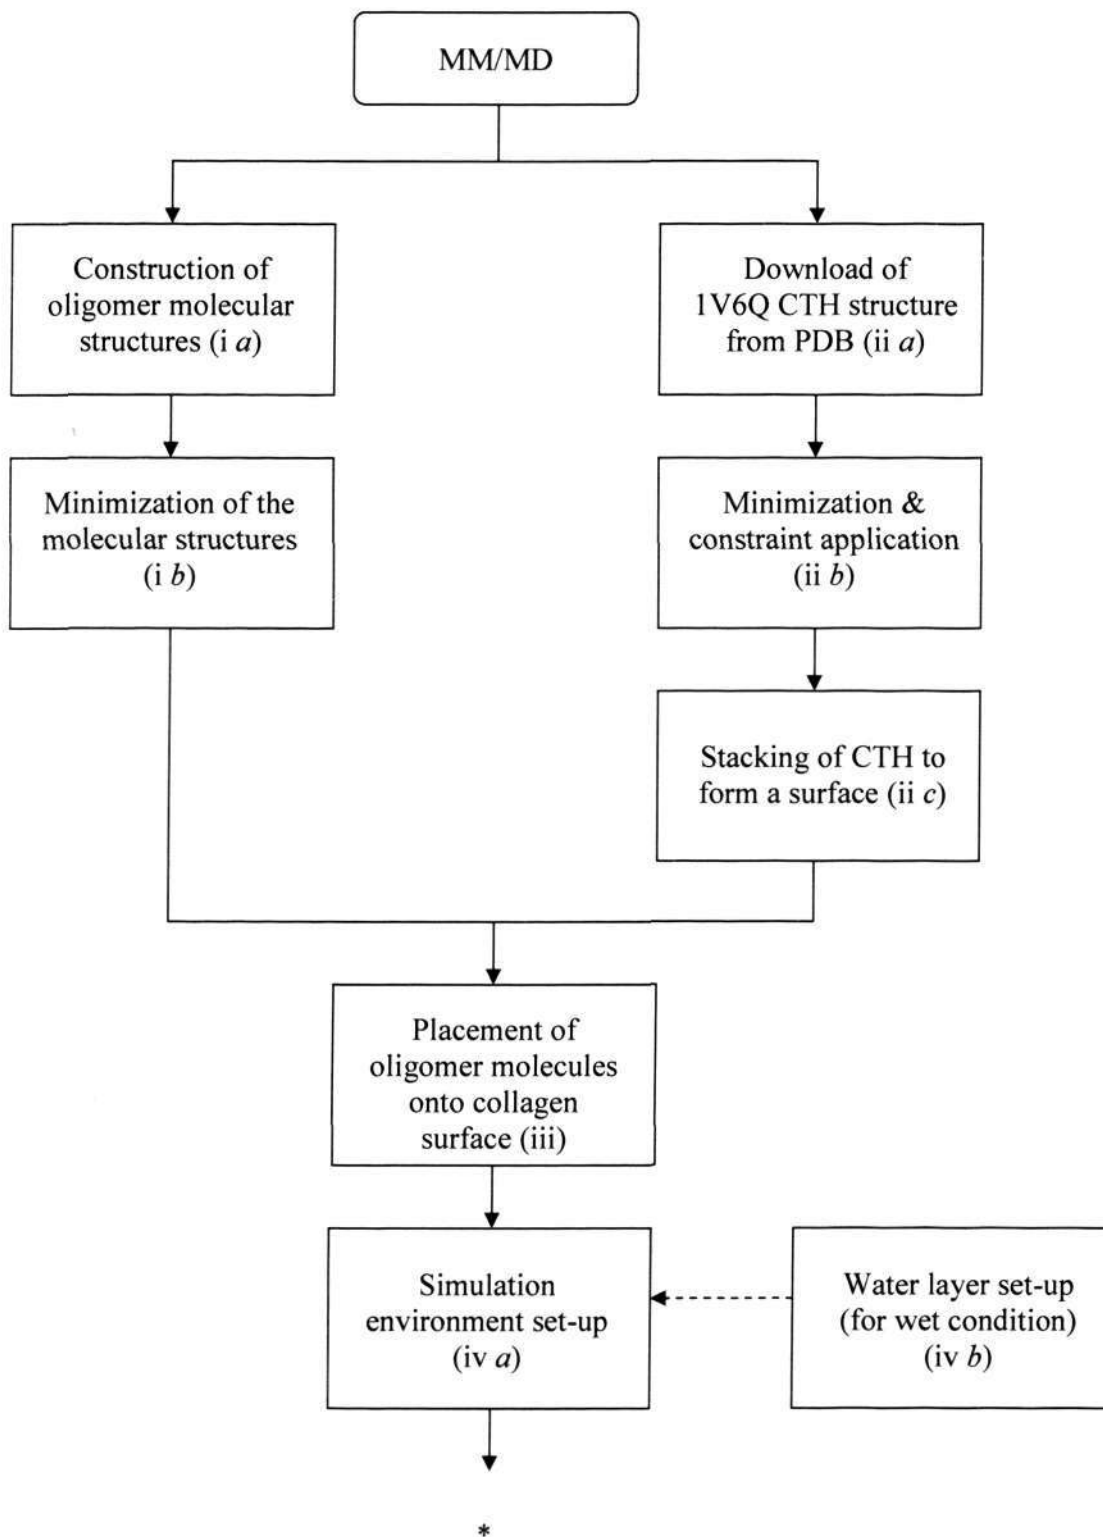 MM/MD
Construction of
oligomer molecular
structures (i a)
Download of
1V6Q CTH structure
from PDB (ii a)
Minimization of the
molecular structures
(i b)
Minimization &
constraint application
(ii b)
Stacking of CTH to
form a surface (ii c)
Placement of
oligomer molecules
onto collagen
surface (iii)
Simulation
environment set-up
(iv a)
Water layer set-up
(for wet condition)
(iv b)
*